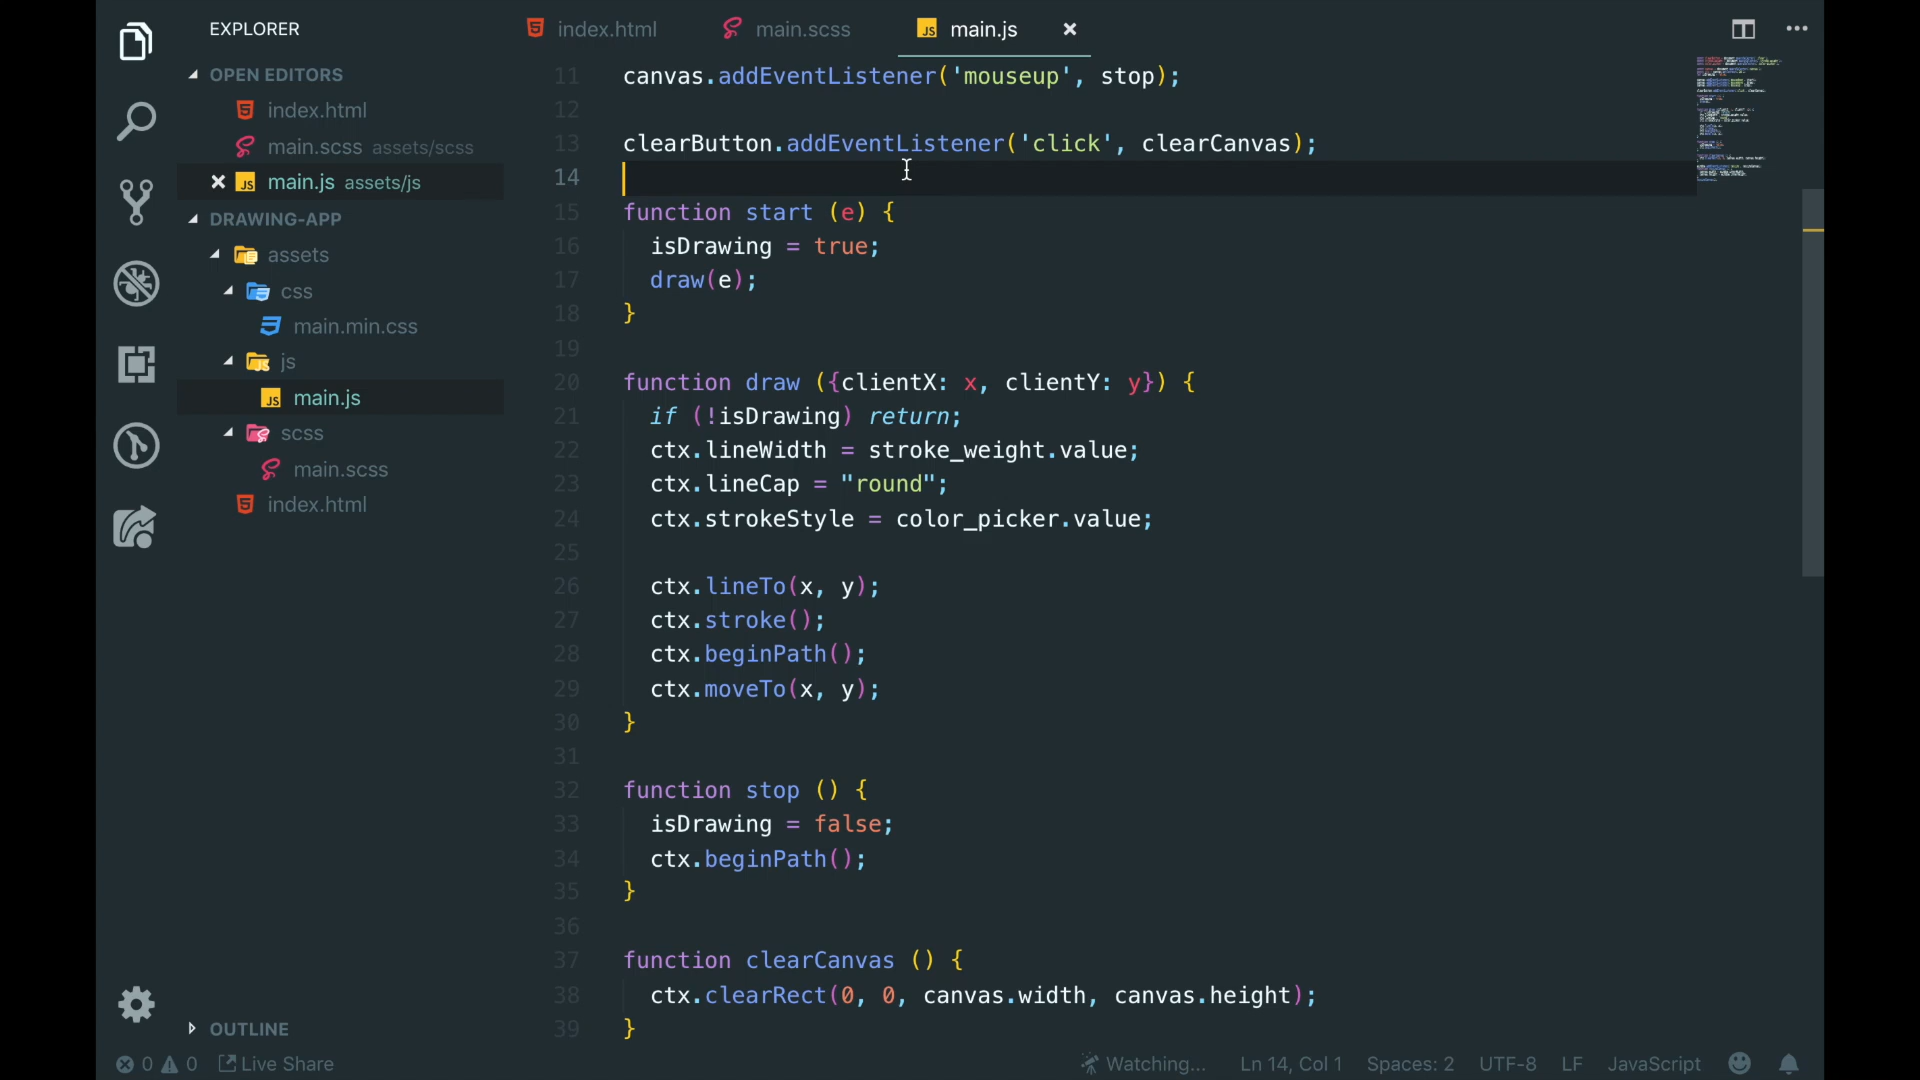 EXPLORER
OPEN EDITORS
index.html
main.scss assets/scss
main.js assets/js
DRAWING-APP
assets
css
main.min.css
js
main.js
scss
main.scss
index.html
OUTLINE
index.html main.scss main.js
11 canvas.addEventListener('mouseup', stop);
12
13 clearButton.addEventListener('click', clearCanvas);
14
15 function start (e) {
16 isDrawing = true;
17 draw(e);
18 }
19
20 function draw ({clientX: x, clientY: y}) {
21 if (!isDrawing) return;
22 ctx.lineWidth = stroke_weight.value;
23 ctx.lineCap = "round";
24 ctx.strokeStyle = color_picker.value;
25
26 ctx.lineTo(x, y);
27 ctx.stroke();
28 ctx.beginPath();
29 ctx.moveTo(x, y);
30 }
31
32 function stop () {
33 isDrawing = false;
34 ctx.beginPath();
35 }
36
37 function clearCanvas () {
38 ctx.clearRect(0, 0, canvas.width, canvas.height);
39 }
0 0 Live Share Watching... Ln 14, Col 1 Spaces: 2 UTF-8 LF JavaScript